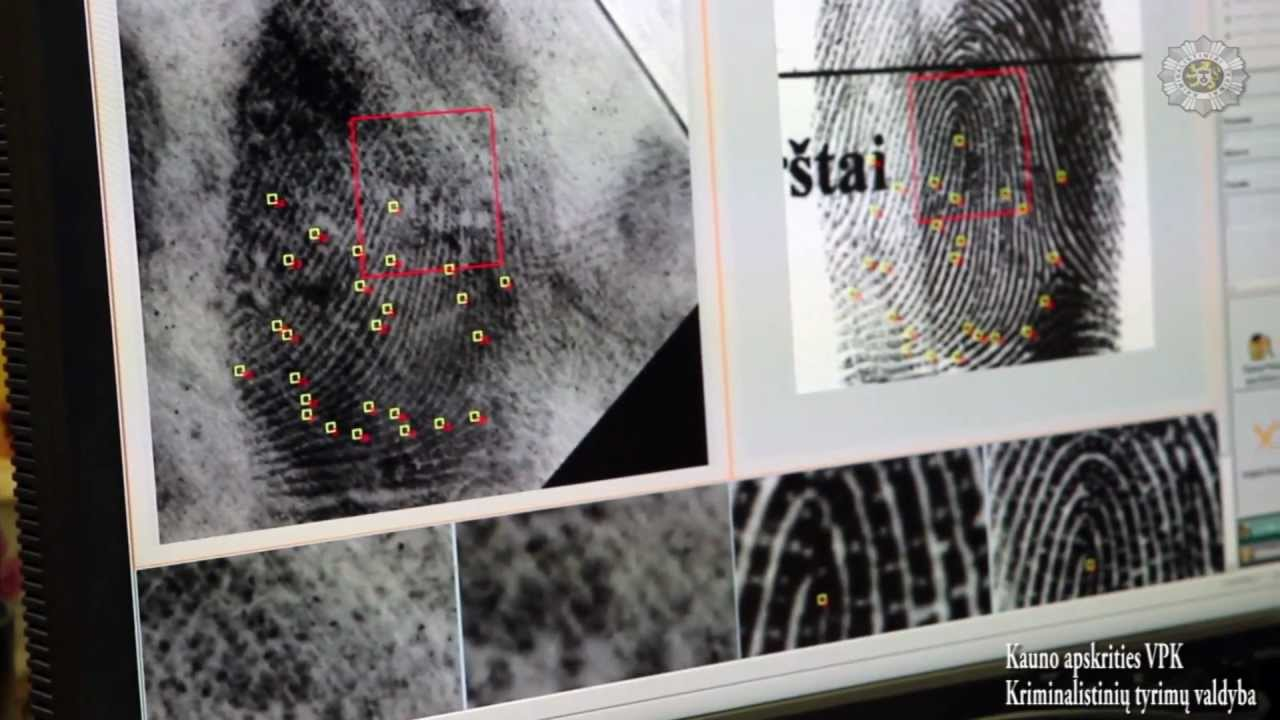 rštai
Kauno apskrities VPK
Kriminalistinių tyrimų valdyba